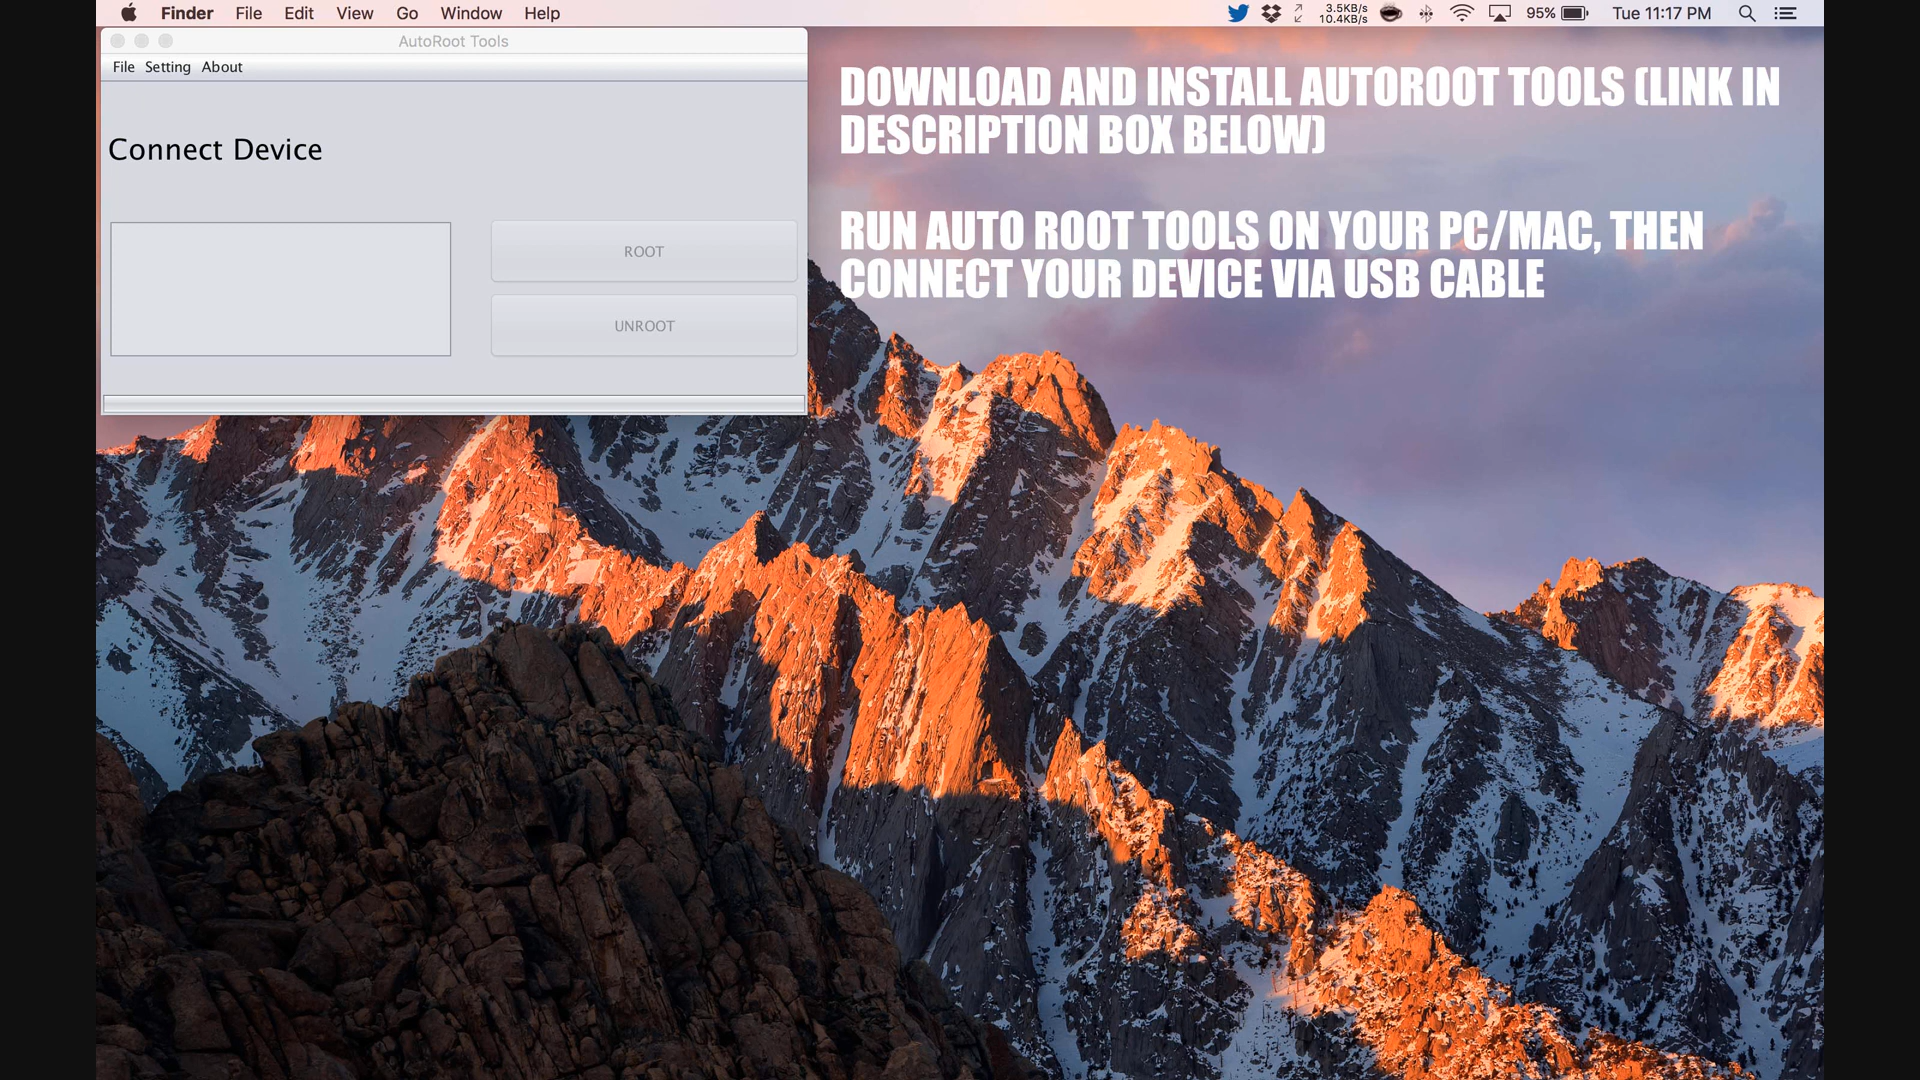 Finder File Edit View Go Window Help
3.5KB/s
10.4KB/s
95%
Tue 11:17 PM
AutoRoot Tools
File Setting About
Connect Device
ROOT
UNROOT
DOWNLOAD AND INSTALL AUTOROOT TOOLS (LINK IN
DESCRIPTION BOX BELOW)
RUN AUTO ROOT TOOLS ON YOUR PC/MAC, THEN
CONNECT YOUR DEVICE VIA USB CABLE